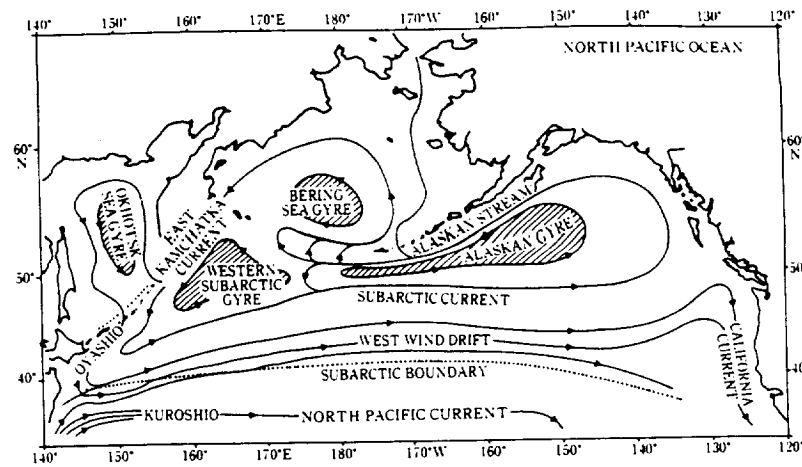 140° 150° 160° 170°E 180° 170°W 160° 150° 140° 130° 120°
NORTH PACIFIC OCEAN
60°
N
60°
N
OKHOTSK
SEA GYRE
EAST
KAMCHATKA
CURRENT
BERING
SEA GYRE
ALASKAN STREAM
ALASKAN GYRE
WESTERN
SUBARCTIC
GYRE
50°
50°
SUBARCTIC CURRENT
OYASHIO
WEST WIND DRIFT
CALIFORNIA
CURRENT
40°
40°
SUBARCTIC BOUNDARY
KUROSHIO
NORTH PACIFIC CURRENT
140° 150° 160° 170°E 180° 170°W 160° 150° 140° 130° 120°